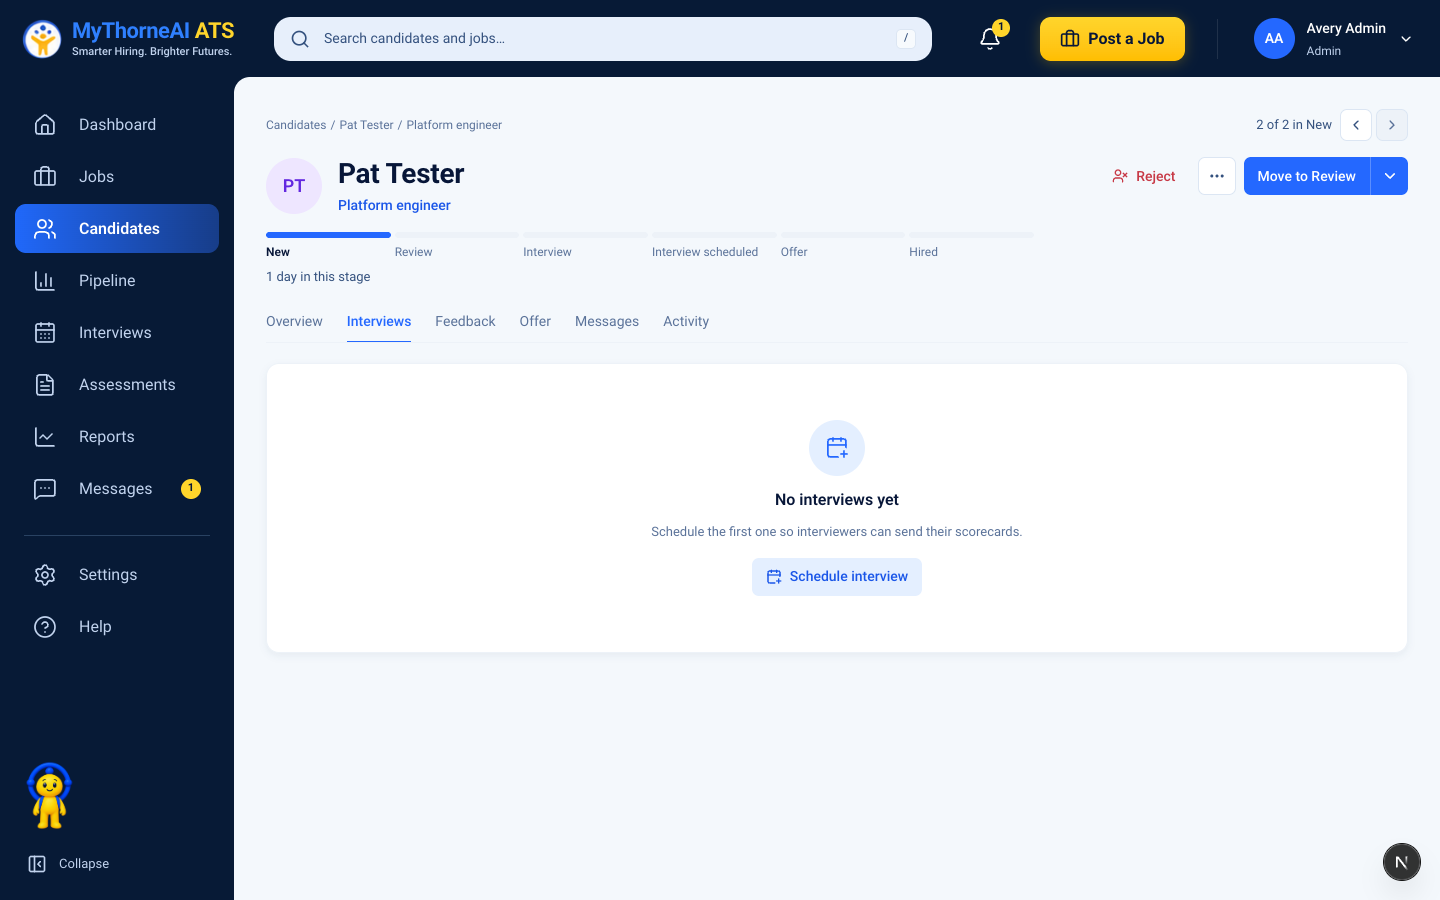 MyThorneAI ATS
Smarter Hiring. Brighter Futures.
Search candidates and jobs...
/
1
Post a Job
AA
Avery Admin
Admin
Dashboard
Jobs
Candidates
Pipeline
Interviews
Assessments
Reports
Messages
1
Settings
Help
Collapse
Candidates / Pat Tester / Platform engineer
2 of 2 in New
PT
Pat Tester
Platform engineer
Reject
Move to Review
New
Review
Interview
Interview scheduled
Offer
Hired
1 day in this stage
Overview
Interviews
Feedback
Offer
Messages
Activity
No interviews yet
Schedule the first one so interviewers can send their scorecards.
Schedule interview
N